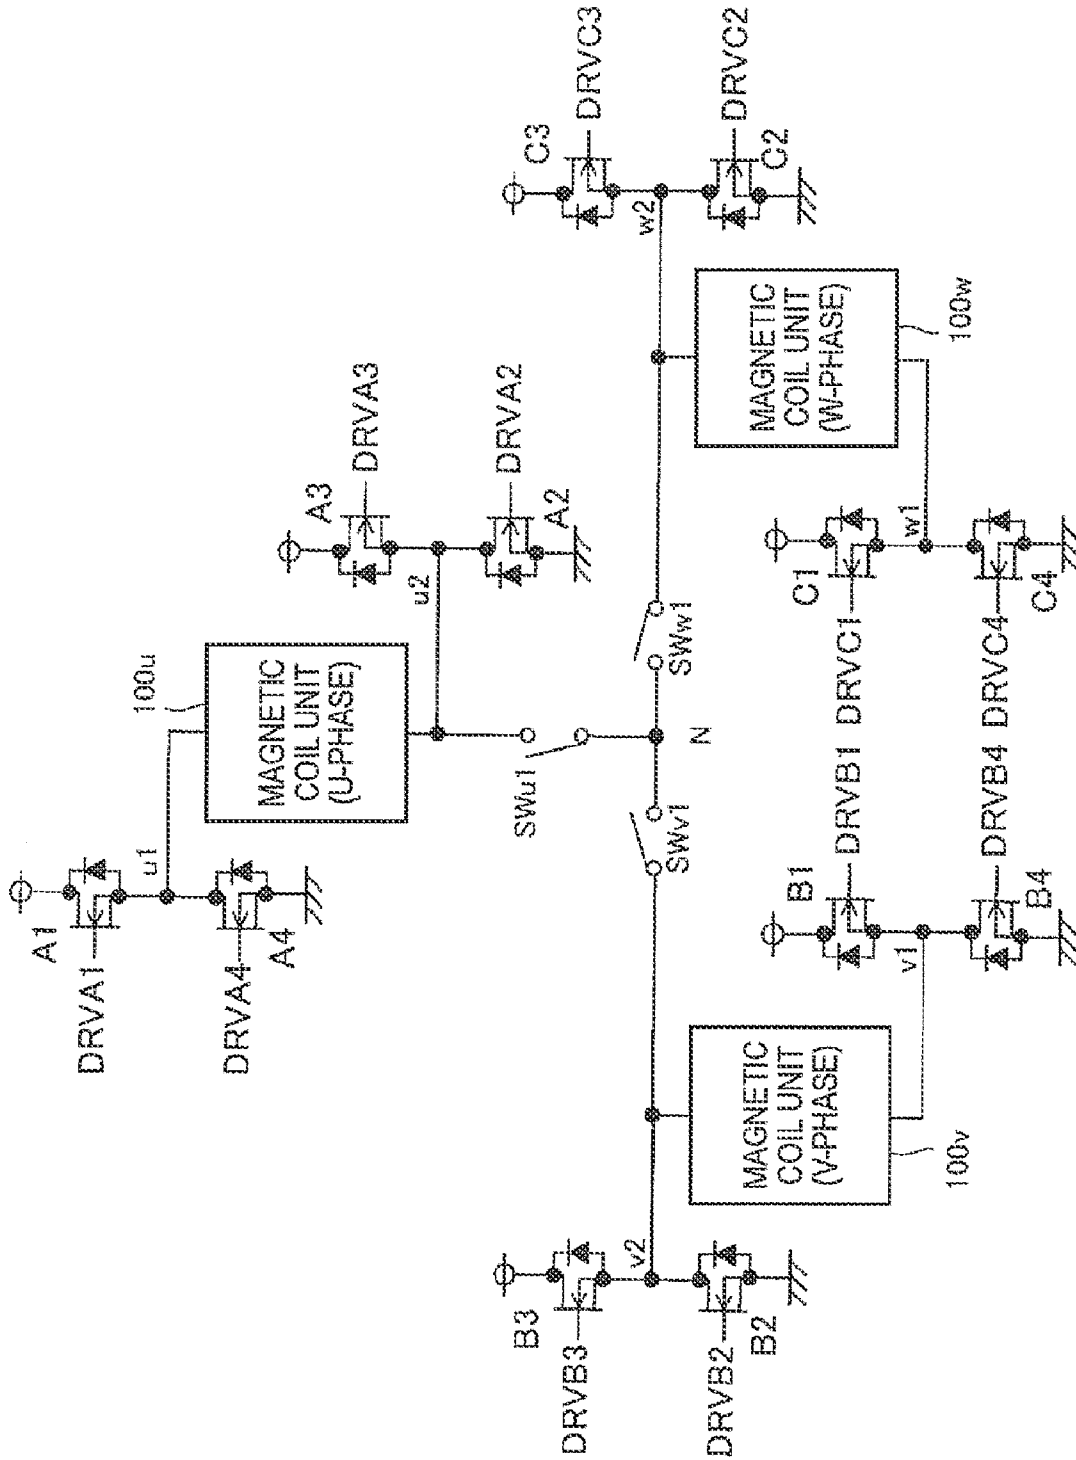 DRVA1
A1
DRVA4
A4
u1
100u
MAGNETIC
COIL UNIT
(U-PHASE)
u2
A3
DRVA3
A2
DRVA2
SWu1
DRVB3
B3
DRVB2
B2
v2
SWv1
N
SWw1
w2
C3
DRVC3
C2
DRVC2
MAGNETIC
COIL UNIT
(V-PHASE)
100v
v1
B1
DRVB1
B4
DRVB4
DRVC1
C1
DRVC4
C4
w1
MAGNETIC
COIL UNIT
(W-PHASE)
100w